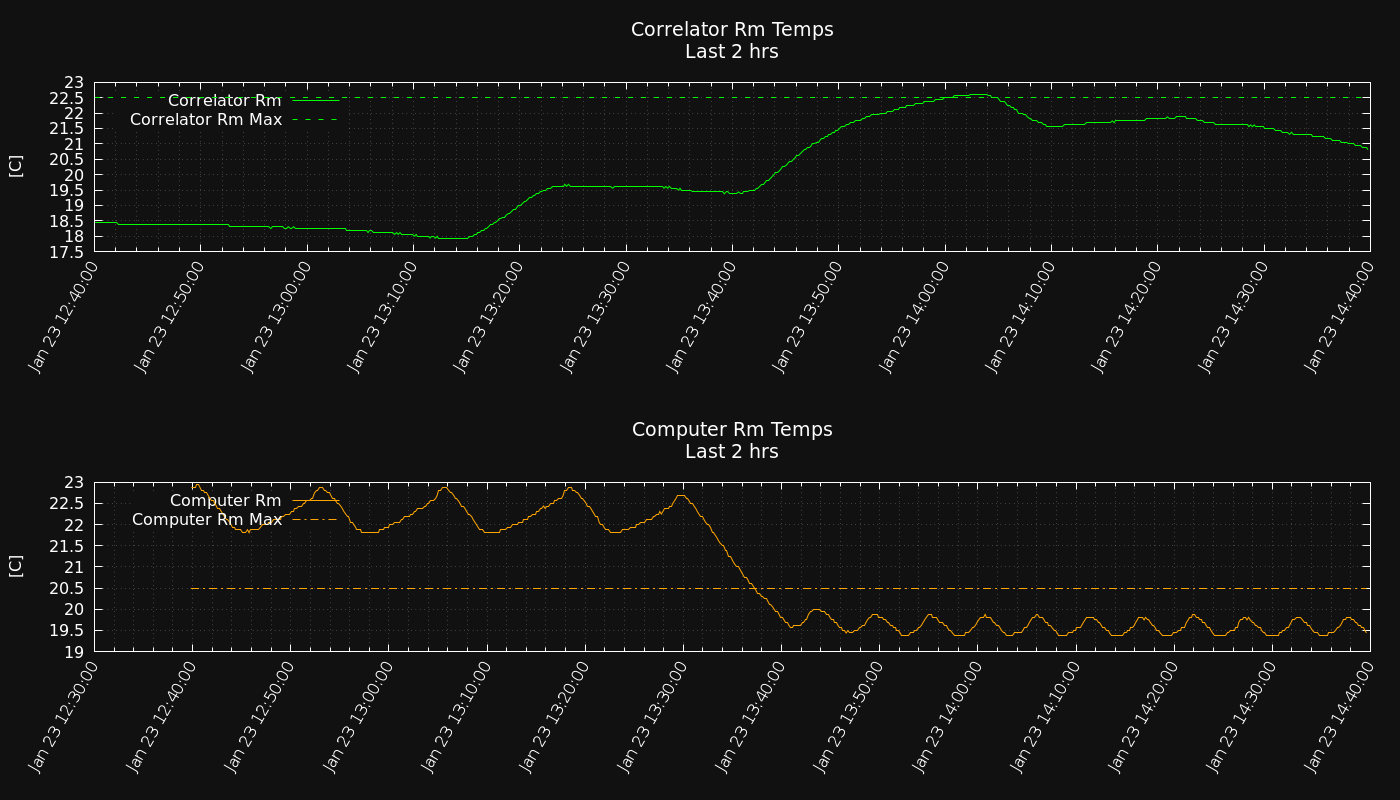 Correlator Rm Temps
Last 2 hrs
23
22.5
22
21.5
21
20.5
20
19.5
19
18.5
18
17.5
[C]
Correlator Rm
Correlator Rm Max
Jan 23 12:40:00
Jan 23 12:50:00
Jan 23 13:00:00
Jan 23 13:10:00
Jan 23 13:20:00
Jan 23 13:30:00
Jan 23 13:40:00
Jan 23 13:50:00
Jan 23 14:00:00
Jan 23 14:10:00
Jan 23 14:20:00
Jan 23 14:30:00
Jan 23 14:40:00
Computer Rm Temps
Last 2 hrs
23
22.5
22
21.5
21
20.5
20
19.5
19
[C]
Computer Rm
Computer Rm Max
Jan 23 12:30:00
Jan 23 12:40:00
Jan 23 12:50:00
Jan 23 13:00:00
Jan 23 13:10:00
Jan 23 13:20:00
Jan 23 13:30:00
Jan 23 13:40:00
Jan 23 13:50:00
Jan 23 14:00:00
Jan 23 14:10:00
Jan 23 14:20:00
Jan 23 14:30:00
Jan 23 14:40:00